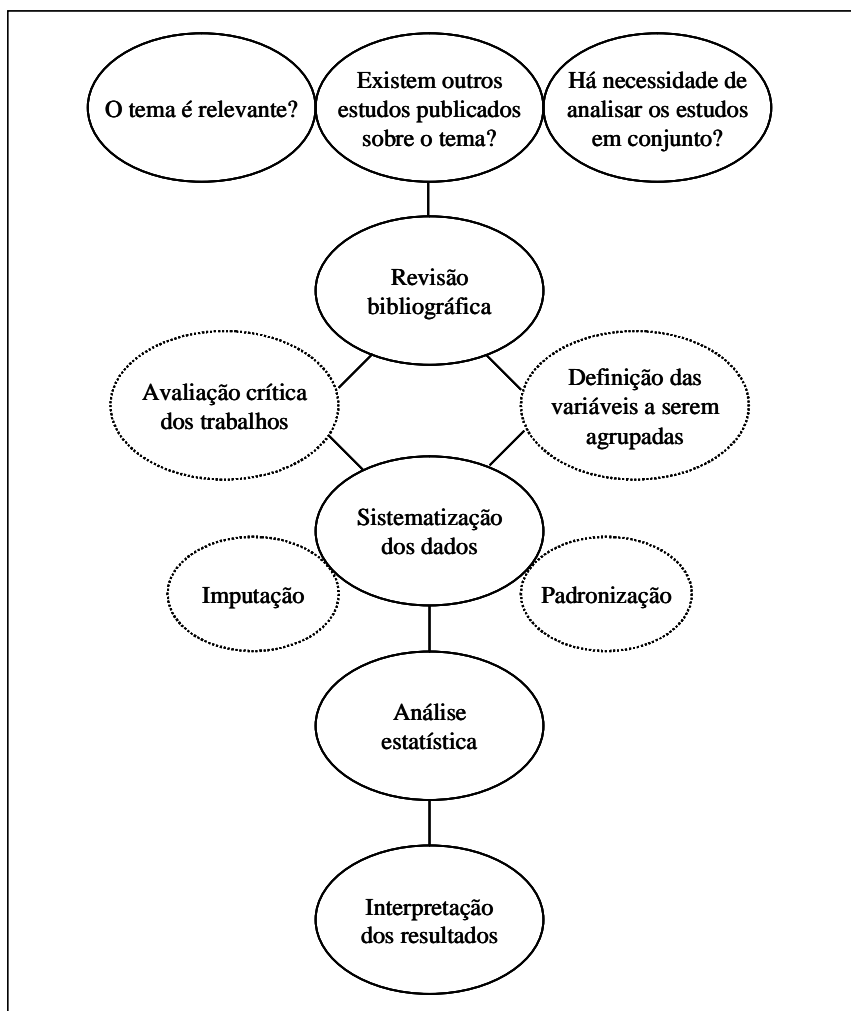 O tema é relevante?
Existem outros
estudos publicados
sobre o tema?
Há necessidade de
analisar os estudos
em conjunto?
Revisão
bibliográfica
Avaliação crítica
dos trabalhos
Definição das
variáveis a serem
agrupadas
Sistematização
dos dados
Imputação
Padronização
Análise
estatística
Interpretação
dos resultados